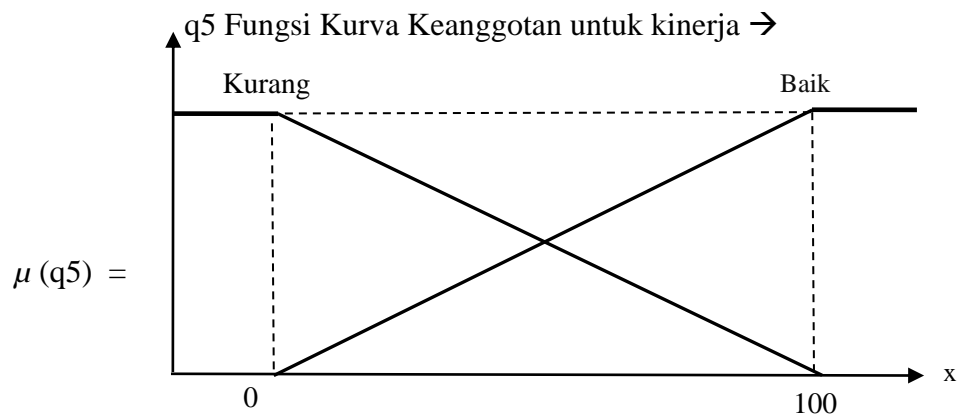 q5 Fungsi Kurva Keanggotan untuk kinerja →
Kurang Baik
μ (q5) =
x
0 100